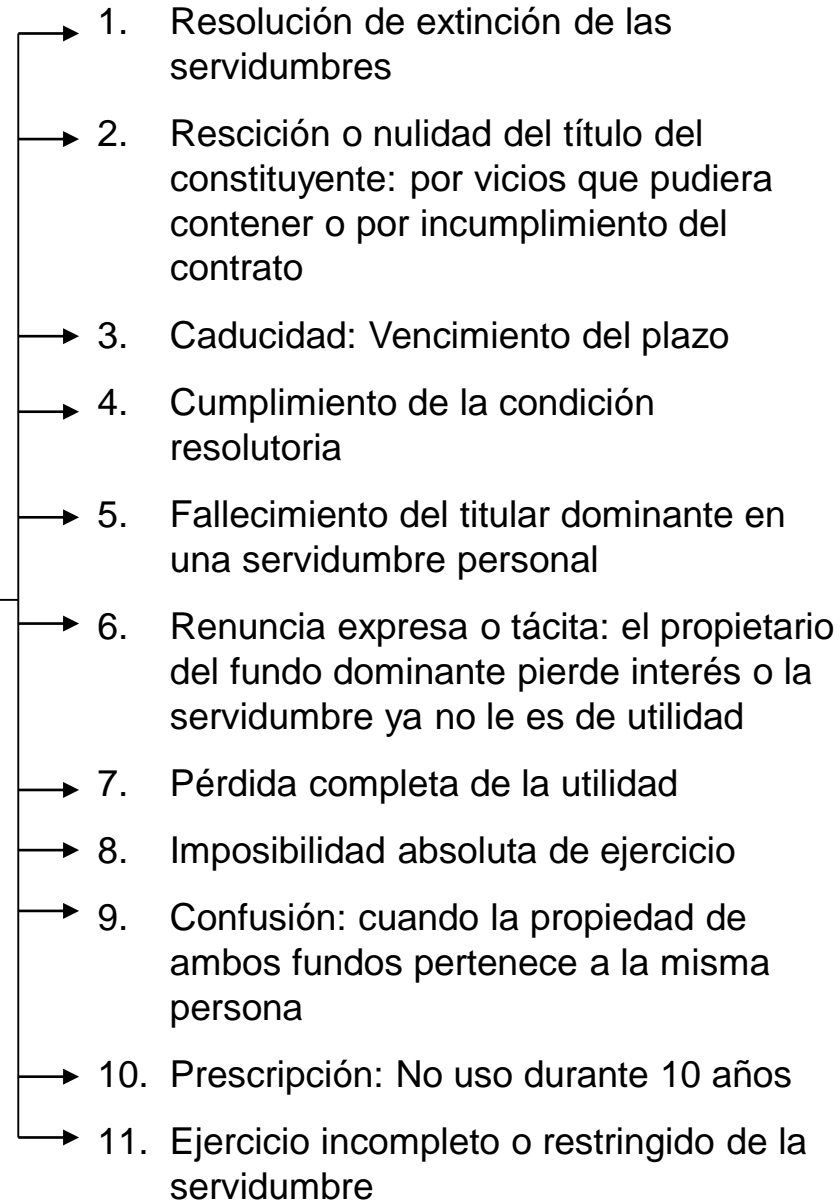 1. Resolución de extinción de las
servidumbres
2. Rescición o nulidad del título del
constituyente: por vicios que pudiera
contener o por incumplimiento del
contrato
3. Caducidad: Vencimiento del plazo
4. Cumplimiento de la condición
resolutoria
5. Fallecimiento del titular dominante en
una servidumbre personal
6. Renuncia expresa o tácita: el propietario
del fundo dominante pierde interés o la
servidumbre ya no le es de utilidad
7. Pérdida completa de la utilidad
8. Imposibilidad absoluta de ejercicio
9. Confusión: cuando la propiedad de
ambos fundos pertenece a la misma
persona
10. Prescripción: No uso durante 10 años
11. Ejercicio incompleto o restringido de la
servidumbre